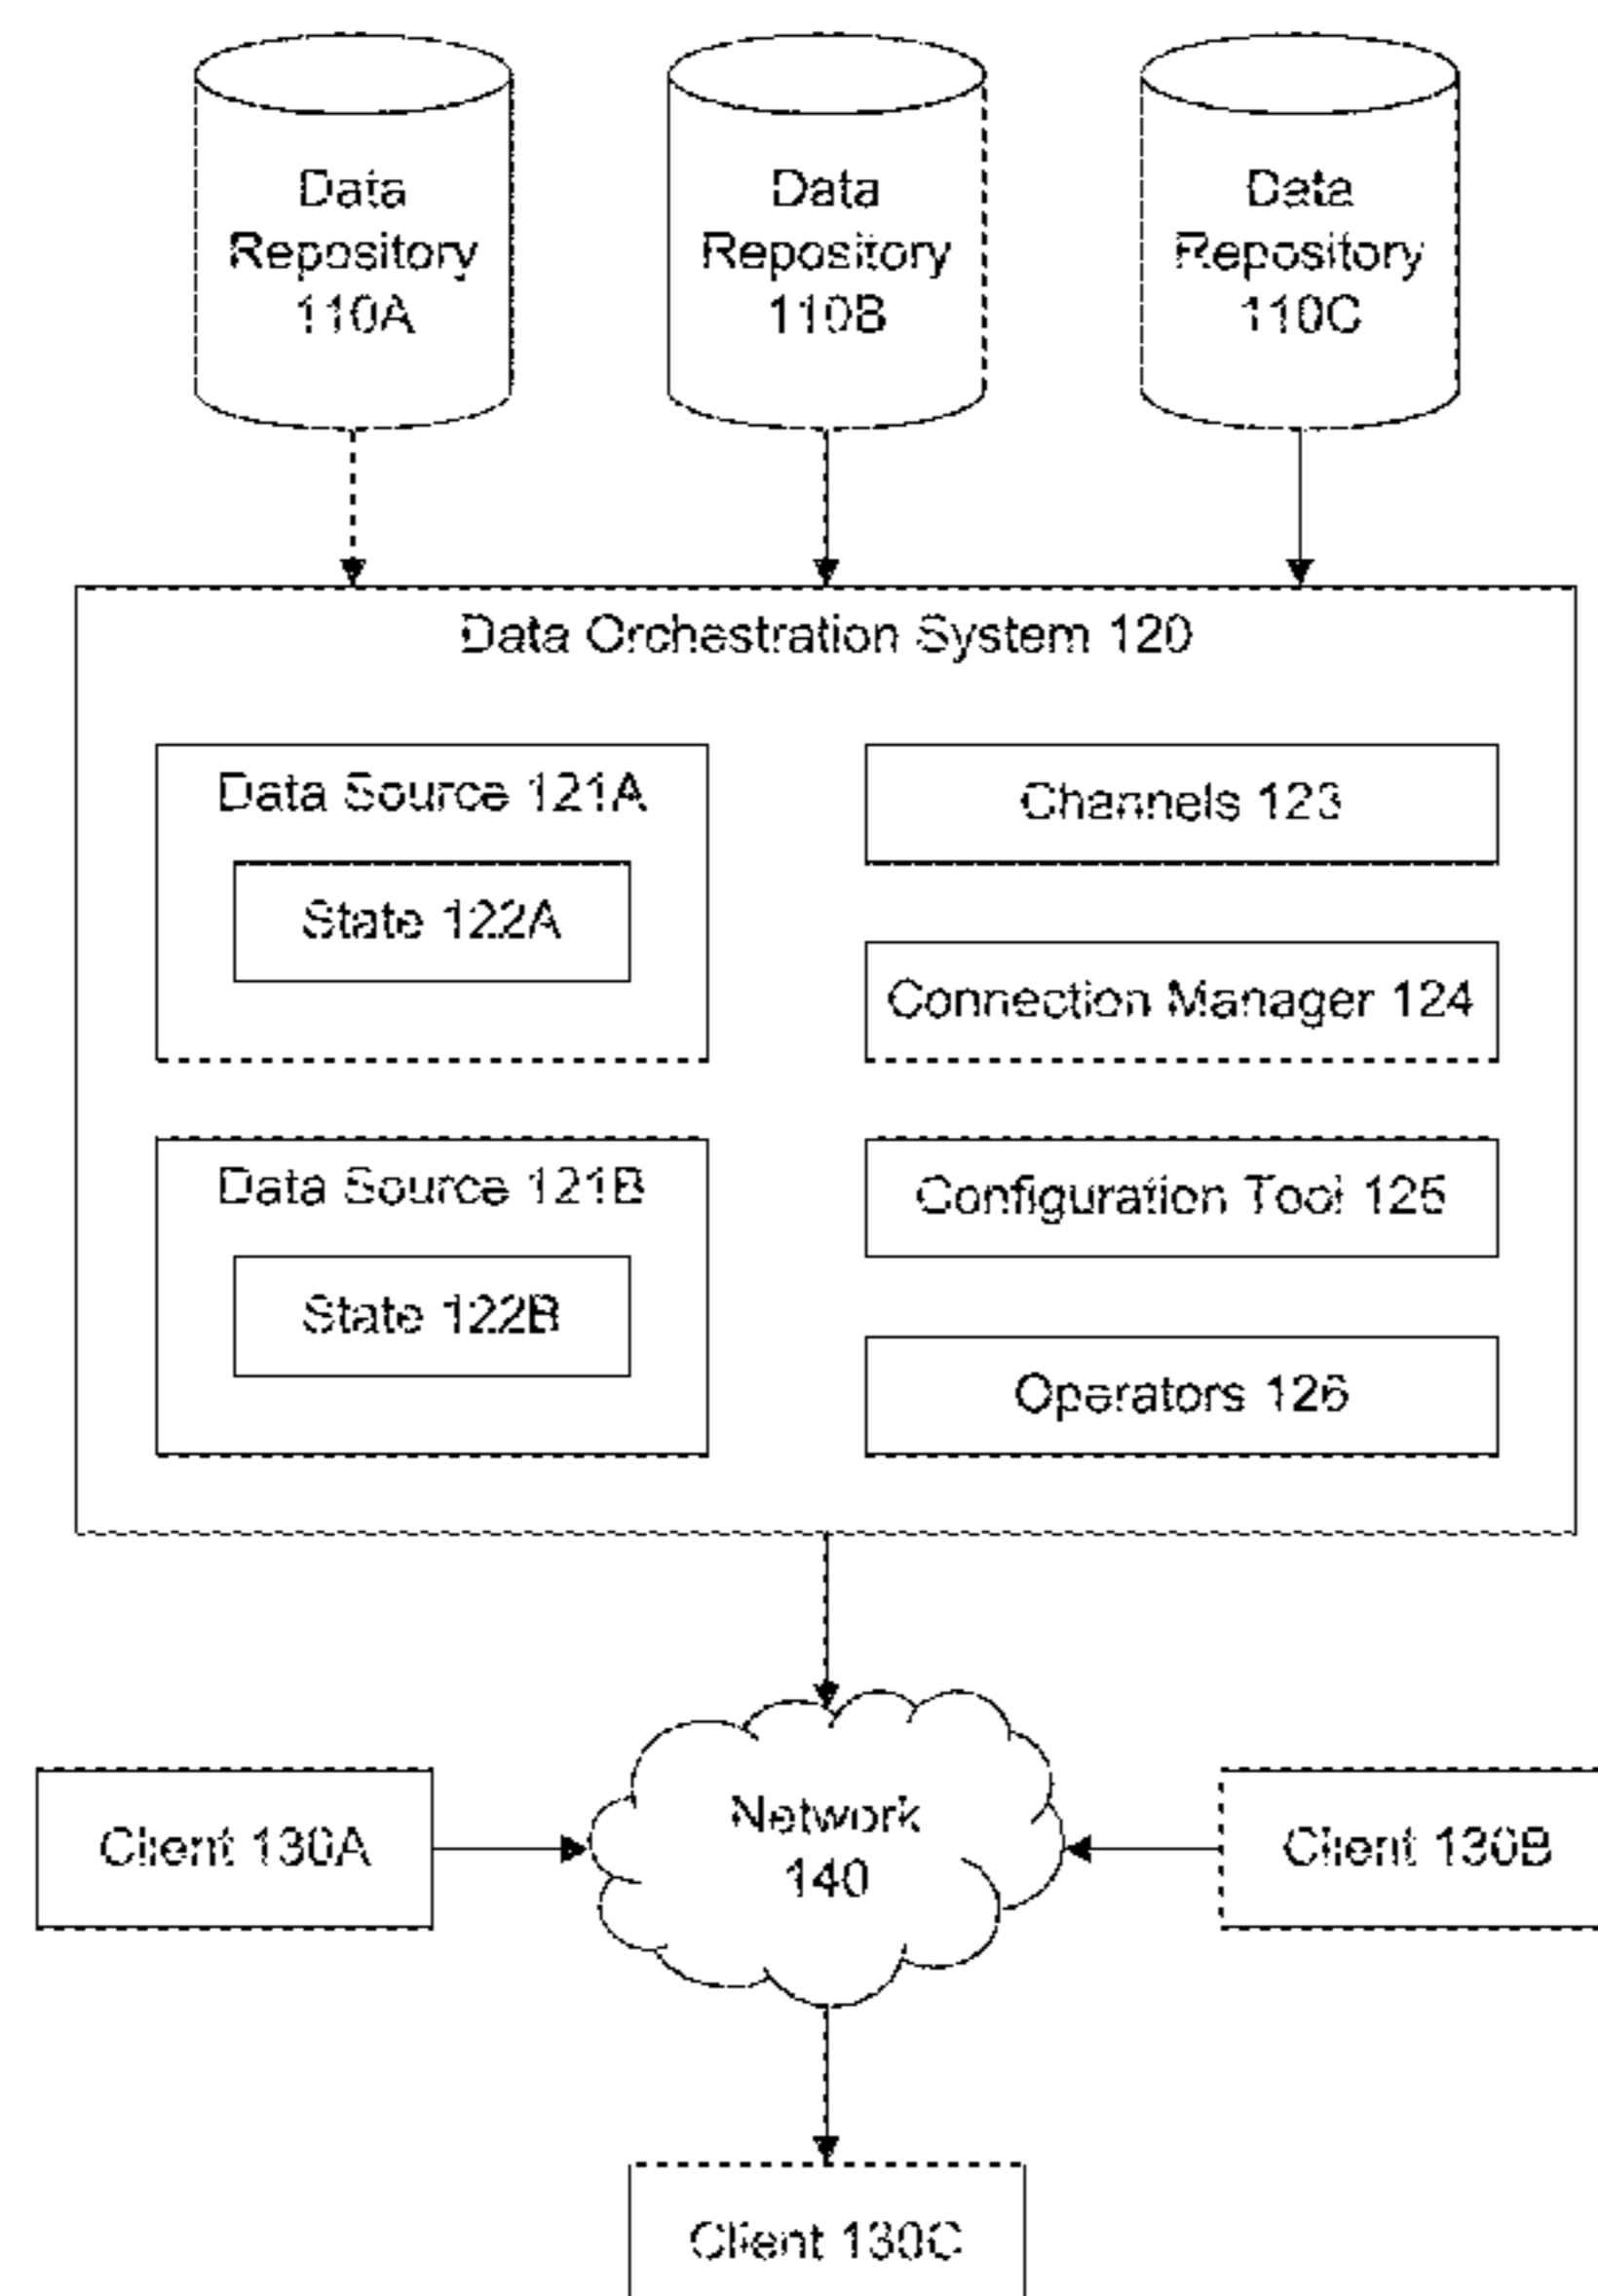 Data
Repository
110A
Data
Repository
110B
Data
Repository
110C
Data Orchestration System 120
Data Source 121A
State 122A
Channels 123
Connection Manager 124
Data Source 121B
State 122B
Configuration Tool 125
Operators 126
Client 130A
Network
140
Client 130B
Client 130C